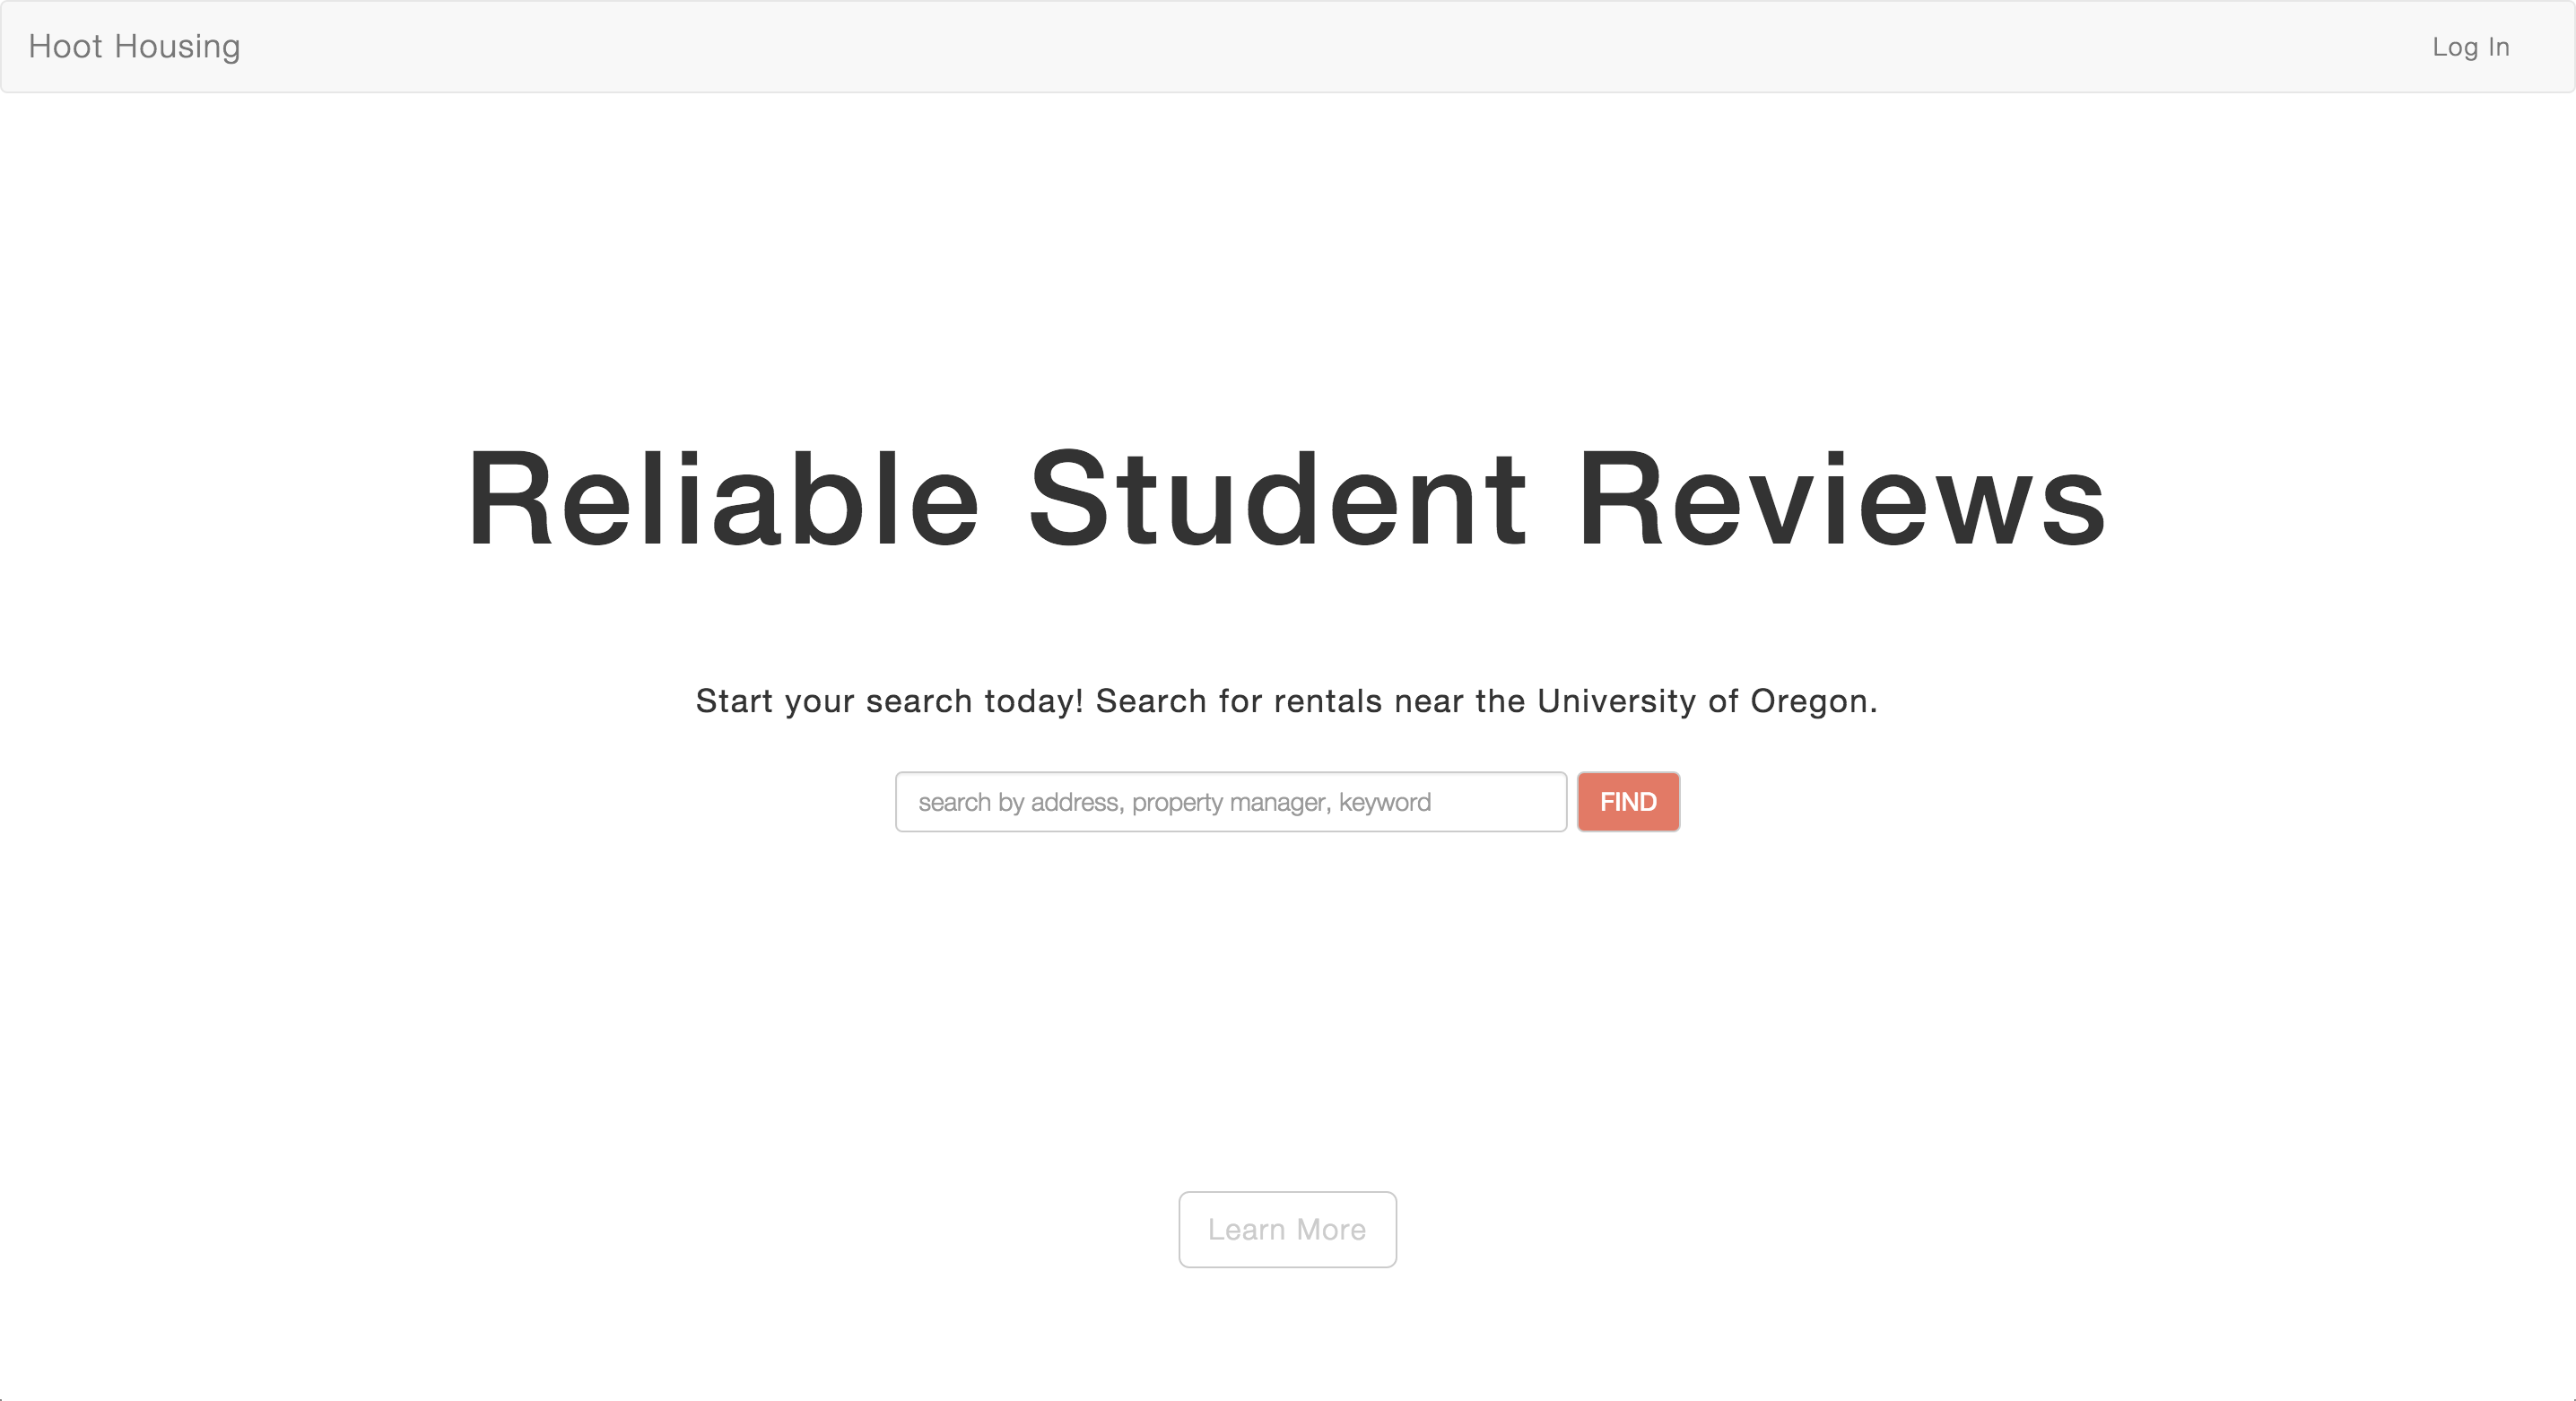 Hoot Housing
Log In
Reliable Student Reviews
Start your search today! Search for rentals near the University of Oregon.
search by address, property manager, keyword
FIND
Learn More